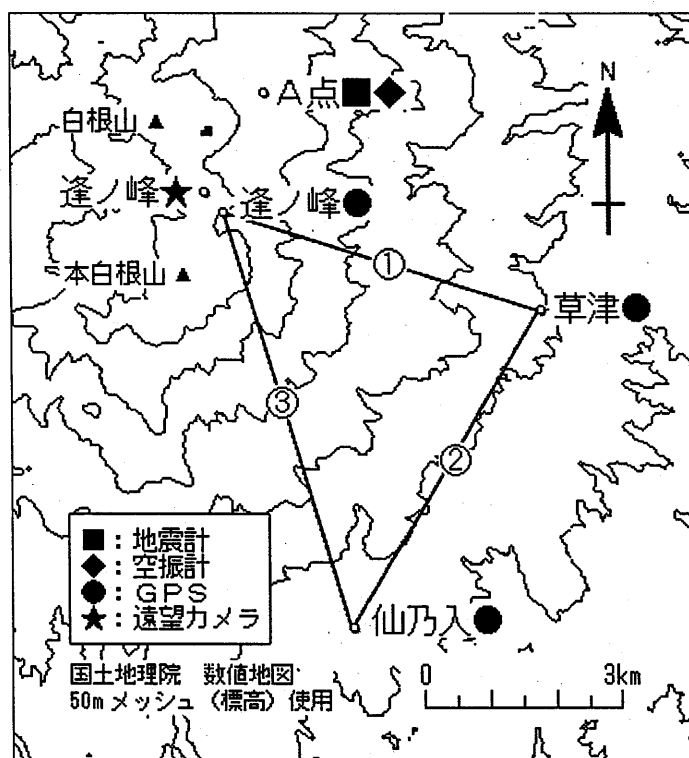 A点
N
白根山
逢ノ峰
逢ノ峰
①
本白根山
草津
③
②
■：地震計
◆：空振計
●：GPS
★：遠望カメラ
仙乃入
国土地理院 数値地図
50mメッシュ（標高）使用
0 3km